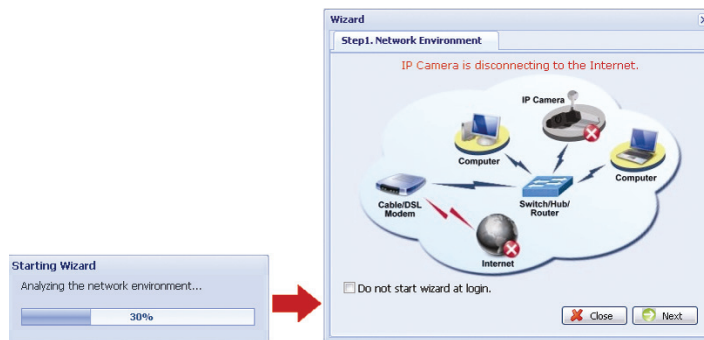 Starting Wizard
Analyzing the network environment...
30%
Wizard
Step1. Network Environment
IP Camera is disconnecting to the Internet.
IP Camera
Computer
Computer
Cable/DSL
Modem
Switch/Hub/
Router
Internet
Do not start wizard at login.
Close
Next